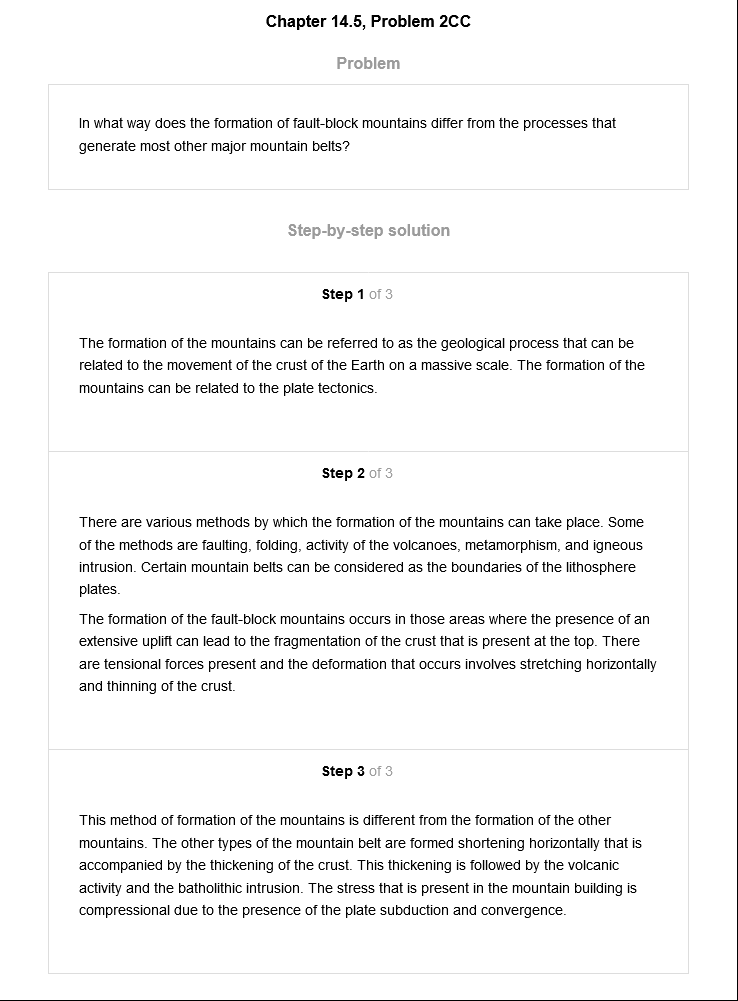 Chapter 14.5, Problem 2CC
Problem
In what way does the formation of fault-block mountains differ from the processes that
generate most other major mountain belts?
Step-by-step solution
Step 1 of 3
The formation of the mountains can be referred to as the geological process that can be
related to the movement of the crust of the Earth on a massive scale. The formation of the
mountains can be related to the plate tectonics.
Step 2 of 3
There are various methods by which the formation of the mountains can take place. Some
of the methods are faulting, folding, activity of the volcanoes, metamorphism, and igneous
intrusion. Certain mountain belts can be considered as the boundaries of the lithosphere
plates.
The formation of the fault-block mountains occurs in those areas where the presence of an
extensive uplift can lead to the fragmentation of the crust that is present at the top. There
are tensional forces present and the deformation that occurs involves stretching horizontally
and thinning of the crust.
Step 3 of 3
This method of formation of the mountains is different from the formation of the other
mountains. The other types of the mountain belt are formed shortening horizontally that is
accompanied by the thickening of the crust. This thickening is followed by the volcanic
activity and the batholithic intrusion. The stress that is present in the mountain building is
compressional due to the presence of the plate subduction and convergence.